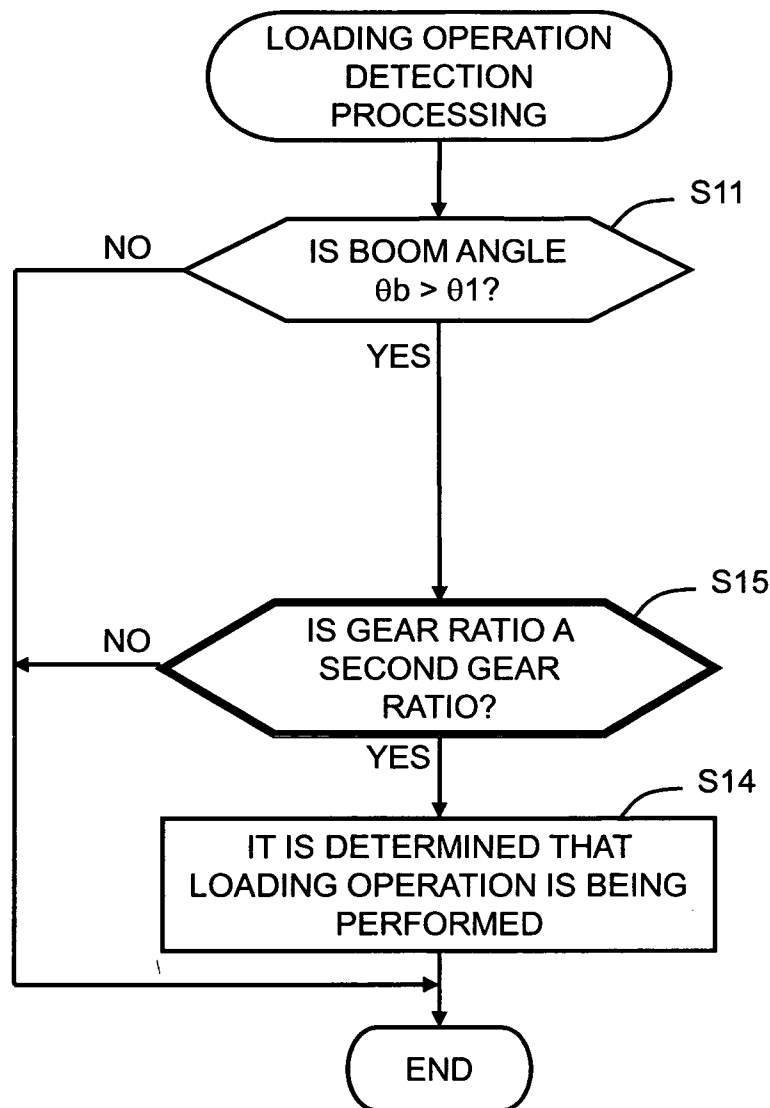 LOADING OPERATION
DETECTION
PROCESSING
S11
NO
IS BOOM ANGLE
θb > θ1?
YES
S15
NO
IS GEAR RATIO A
SECOND GEAR
RATIO?
YES
S14
IT IS DETERMINED THAT
LOADING OPERATION IS BEING
PERFORMED
END